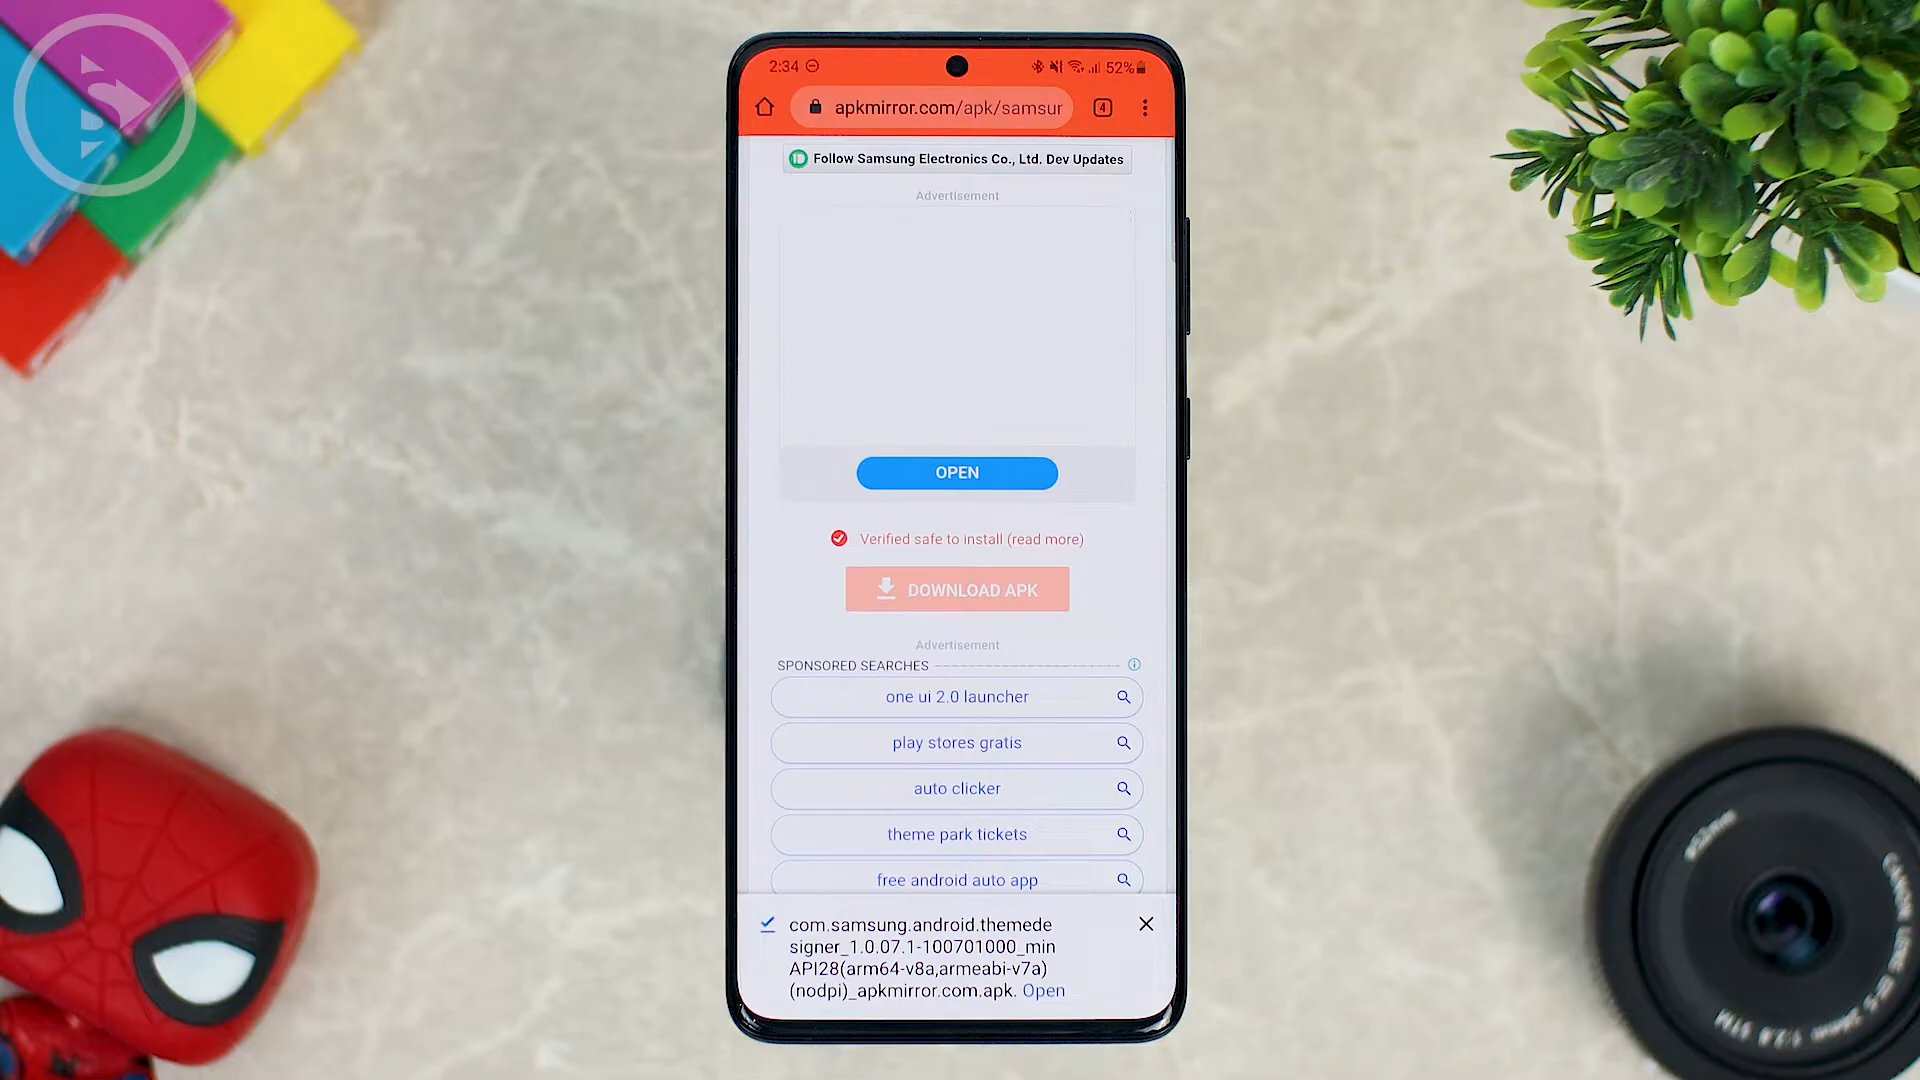 2:34
52%
apkmirror.com/apk/samsur
4
Follow Samsung Electronics Co., Ltd. Dev Updates
Advertisement
OPEN
Verified safe to install (read more)
DOWNLOAD APK
Advertisement
SPONSORED SEARCHES
one ui 2.0 launcher
play stores gratis
auto clicker
theme park tickets
free android auto app
com.samsung.android.themede
signer_1.0.07.1-100701000_min
API28(arm64-v8a,armeabi-v7a)
(nodpi)_apkmirror.com.apk. Open